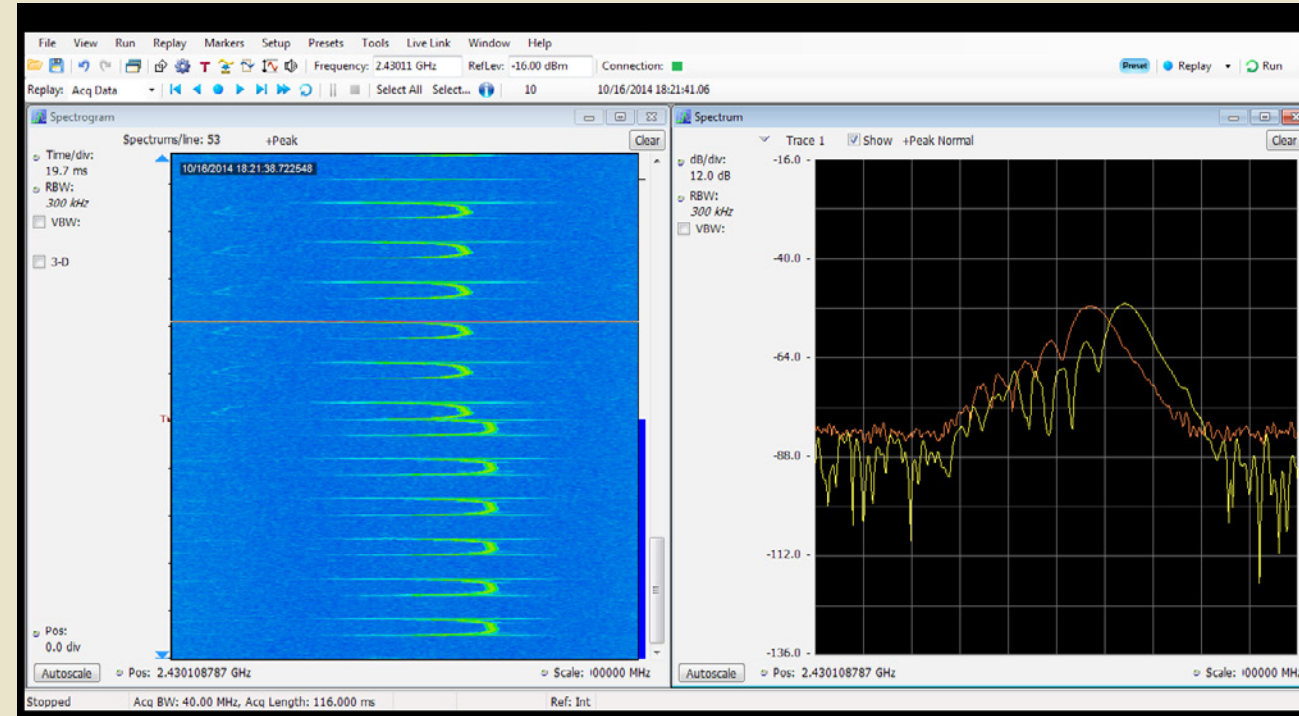 File View Run Replay Markers Setup Presets Tools Live Link Window Help
T Frequency: 2.43011 GHz RefLev: -16.00 dBm Connection: Preset Replay Run
Replay: Acq Data Select All Select... 10 10/16/2014 18:21:41.06
Spectrogram
Spectrums/line: 53 +Peak Clear
Time/div:
19.7 ms
RBW:
300 kHz
VBW:
3-D
10/16/2014 18:21:38.722548
Pos:
0.0 div
Autoscale Pos: 2.430108787 GHz Scale: 00000 MHz
Spectrum
Trace 1 Show +Peak Normal Clear
dB/div:
12.0 dB
RBW:
300 kHz
VBW:
-16.0
-40.0
-64.0
-88.0
-112.0
-136.0
Autoscale Pos: 2.430108787 GHz Scale: 00000 MHz
Stopped Acq BW: 40.00 MHz, Acq Length: 116.000 ms Ref: Int